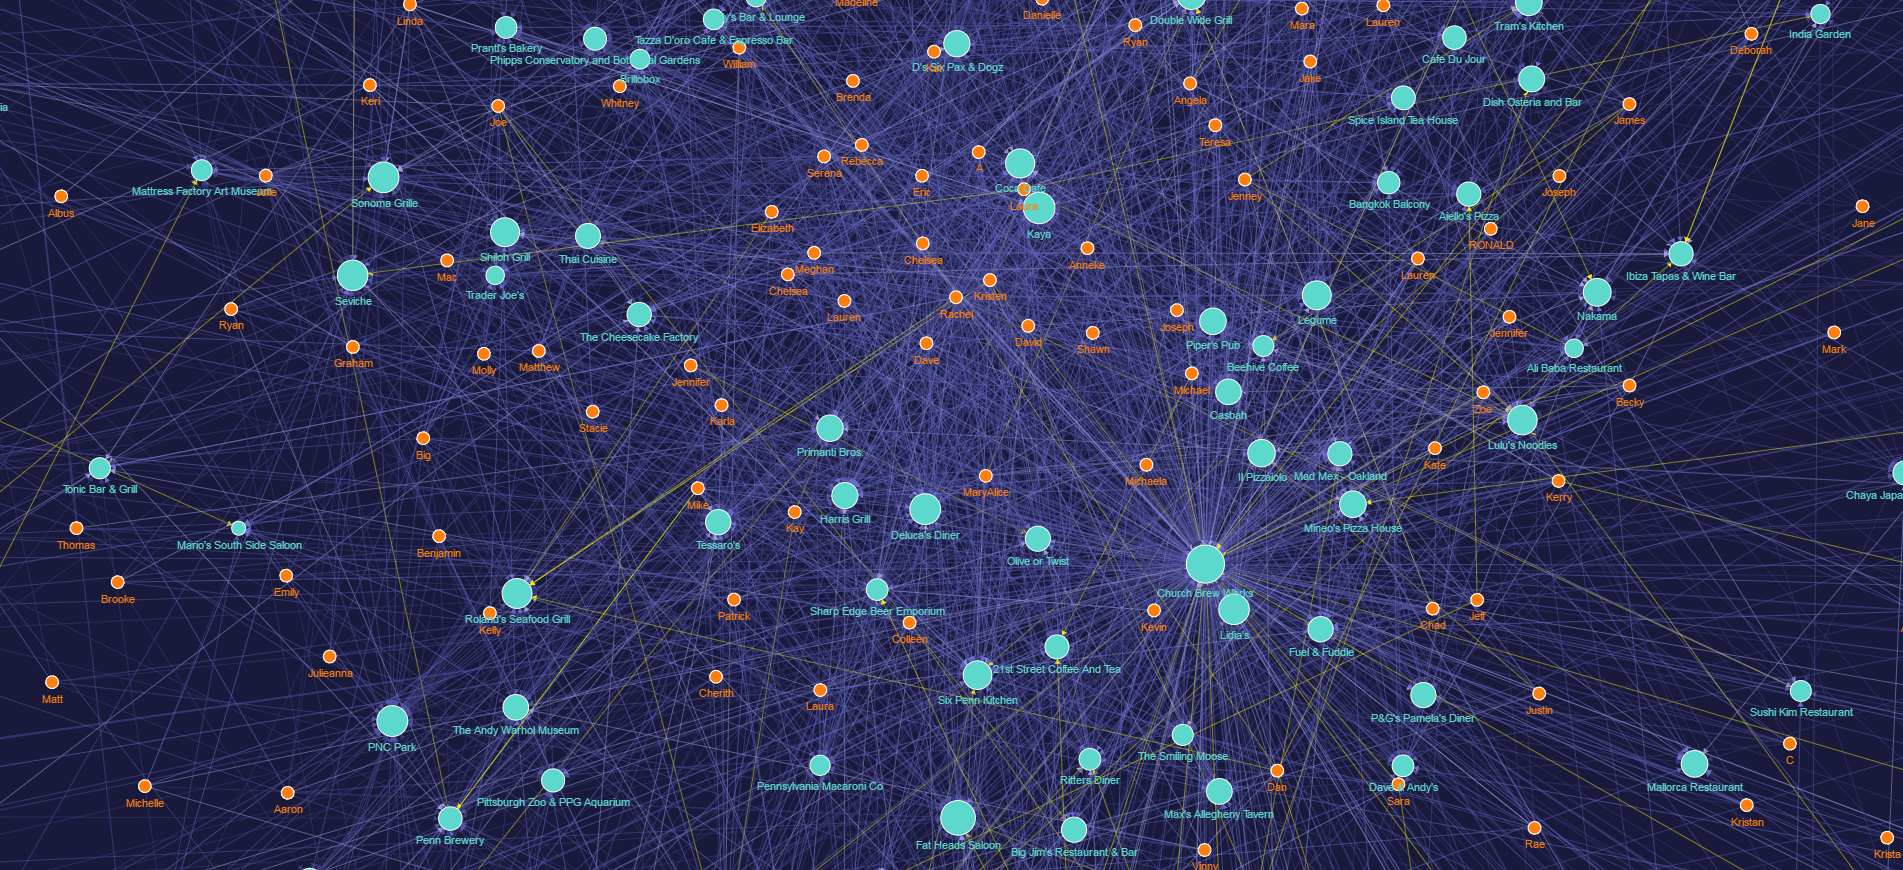 Linda
Madeline
Danielle
Mara
Lauren
y's Bar & Lounge
Double Wide Grill
Tram's Kitchen
India Garden
Prantl's Bakery
Tazza D'oro Cafe & Espresso Bar
Ryan
Deborah
Phipps Conservatory and Botanical Gardens
William
D's Six Pax & Dogz
Cafe Du Jour
Brillobox
Jake
Keri
Whitney
Brenda
Angela
Dish Osteria and Bar
ia
Joe
Spice Island Tea House
James
Teresa
Rebecca
Serena
A
Mattress Factory Art Museum
Julie
Eric
Coca Cafe
Jenney
Joseph
Sonoma Grille
Laura
Bangkok Balcony
Albus
Aiello's Pizza
Jane
Elizabeth
Kaya
RONALD
Shiloh Grill
Thai Cuisine
Chelsea
Anneke
Mac
Meghan
Lauren
Ibiza Tapas & Wine Bar
Trader Joe's
Chelsea
Kristen
Seviche
Lauren
Rachel
Legume
Nakama
Ryan
The Cheesecake Factory
David
Shawn
Joseph
Piper's Pub
Jennifer
Graham
Molly
Matthew
Dave
Beehive Coffee
Ali Baba Restaurant
Mark
Jennifer
Michael
Karla
Casbah
Zoe
Becky
Stacie
Big
Primanti Bros.
Lulu's Noodles
Tonic Bar & Grill
MaryAlice
Michaela
Il Pizzaiolo
Mad Mex - Oakland
Kate
Kerry
Chaya Japa
Mike
Kay
Harris Grill
Deluca's Diner
Mineo's Pizza House
Thomas
Mario's South Side Saloon
Benjamin
Tessaro's
Olive or Twist
Brooke
Emily
Church Brew Works
Roland's Seafood Grill
Kelly
Patrick
Sharp Edge Beer Emporium
Colleen
Kevin
Lidia's
Chad
Jeff
Fuel & Fuddle
Julieanna
21st Street Coffee And Tea
Matt
Cherith
Laura
Six Penn Kitchen
Justin
Sushi Kim Restaurant
PNC Park
The Andy Warhol Museum
P&G's Pamela's Diner
The Smiling Moose
C
Michelle
Aaron
Pittsburgh Zoo & PPG Aquarium
Pennsylvania Macaroni Co
Ritters Diner
Dan
Dave & Andy's
Sara
Mallorca Restaurant
Max's Allegheny Tavern
Kristan
Penn Brewery
Fat Heads Saloon
Big Jim's Restaurant & Bar
Rae
Krista
Vinny